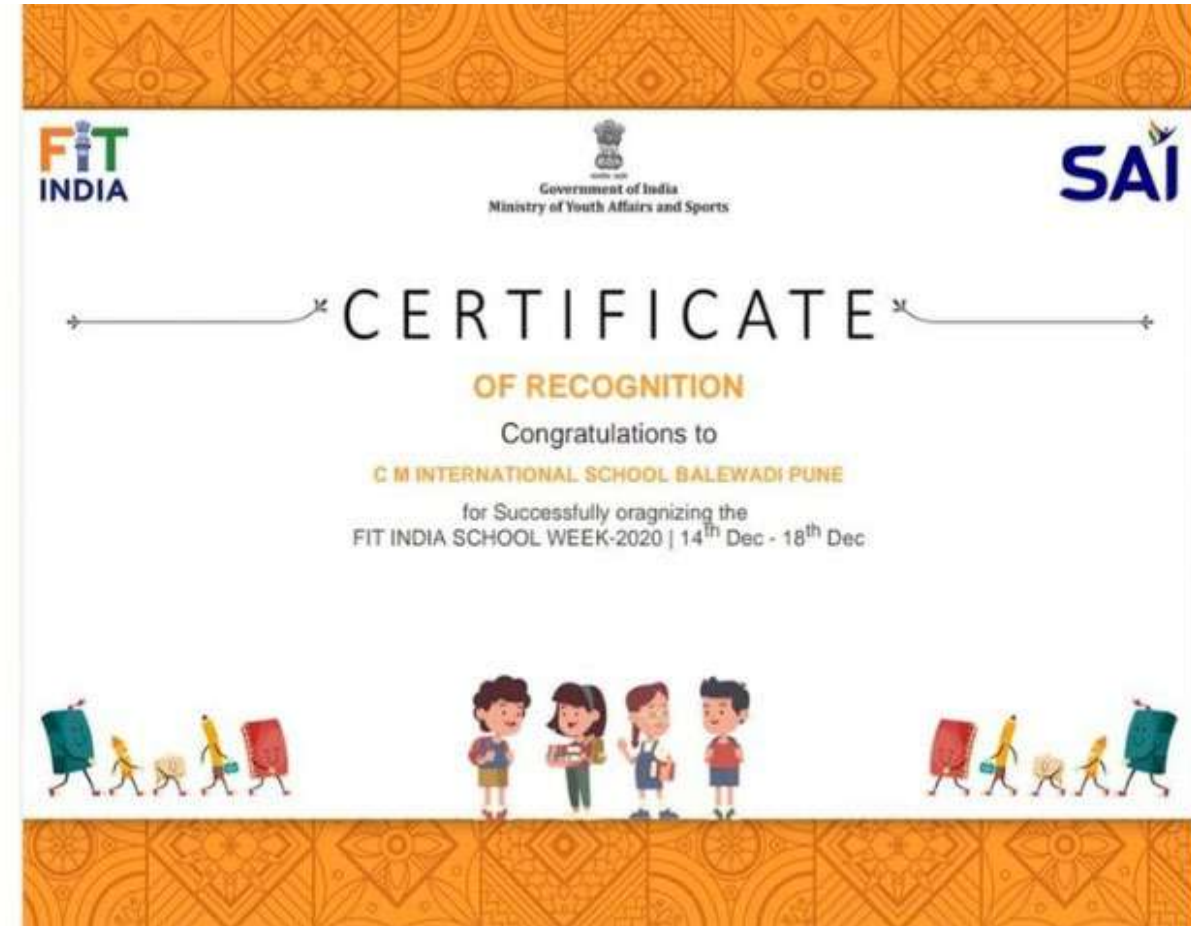 FIT
INDIA
Government of India
Ministry of Youth Affairs and Sports
SAI
CERTIFICATE
OF RECOGNITION
Congratulations to
C M INTERNATIONAL SCHOOL BALEWADI PUNE
for Successfully oragnizing the
FIT INDIA SCHOOL WEEK-2020 | 14th Dec - 18th Dec